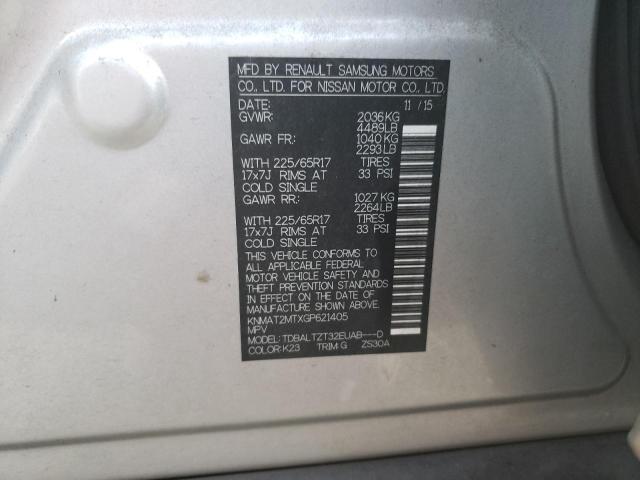 MFD BY RENAULT SAMSUNG MOTORS
CO., LTD. FOR NISSAN MOTOR CO., LTD.
DATE: 11/15
GVWR: 2036KG
4489LB
GAWR FR: 1040KG
2293LB
WITH 225/65R17 TIRES
17x7J RIMS AT 33 PSI
COLD SINGLE
GAWR RR: 1027KG
2264LB
WITH 225/65R17 TIRES
17x7J RIMS AT 33 PSI
COLD SINGLE
THIS VEHICLE CONFORMS TO
ALL APPLICABLE FEDERAL
MOTOR VEHICLE SAFETY AND
THEFT PREVENTION STANDARDS
IN EFFECT ON THE DATE OF
MANUFACTURE SHOWN ABOVE.
KNMAT2MTXGP621405
MPV
MODEL: TDBALTZT32EUAB---D
COLOR: K23 TRIM: G ZS30A